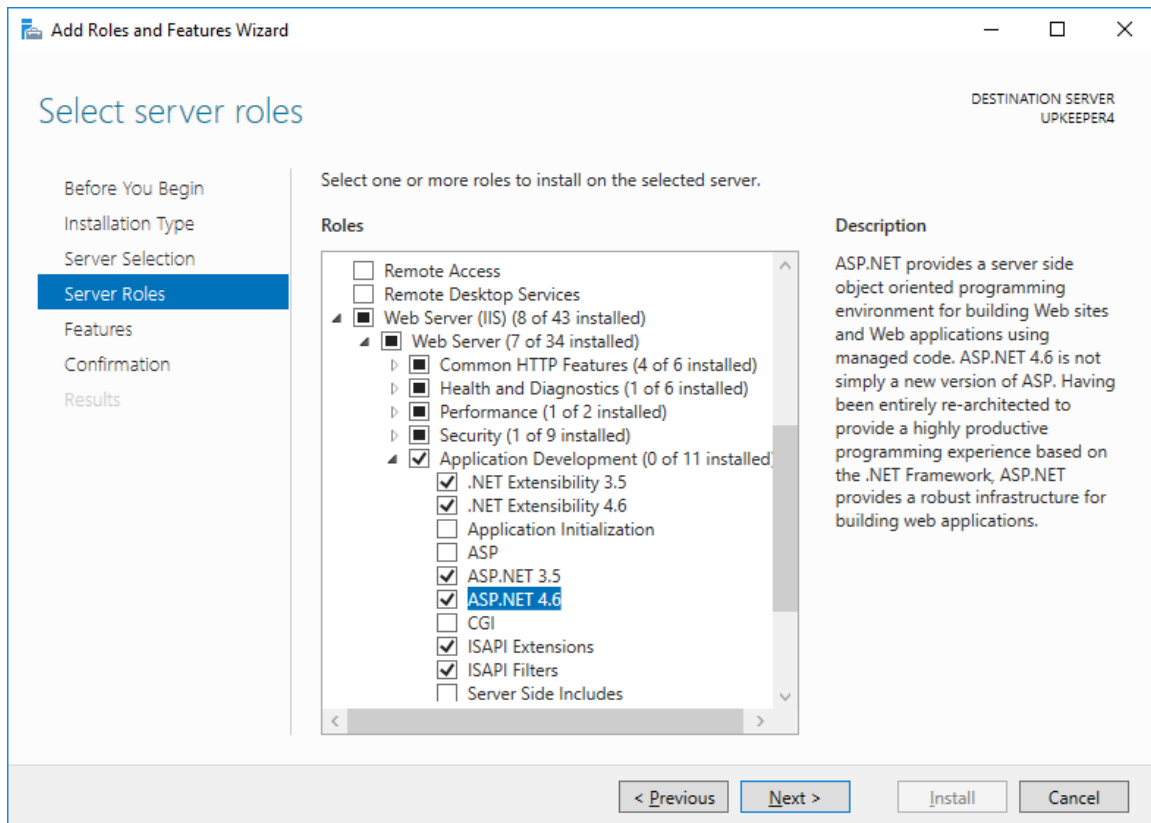 Add Roles and Features Wizard
Select server roles
DESTINATION SERVER
UPKEEPER4
Before You Begin
Installation Type
Server Selection
Server Roles
Features
Confirmation
Results
Select one or more roles to install on the selected server.
Roles
Remote Access
Remote Desktop Services
Web Server (IIS) (8 of 43 installed)
Web Server (7 of 34 installed)
Common HTTP Features (4 of 6 installed)
Health and Diagnostics (1 of 6 installed)
Performance (1 of 2 installed)
Security (1 of 9 installed)
Application Development (0 of 11 installed)
.NET Extensibility 3.5
.NET Extensibility 4.6
Application Initialization
ASP
ASP.NET 3.5
ASP.NET 4.6
CGI
ISAPI Extensions
ISAPI Filters
Server Side Includes
Description
ASP.NET provides a server side
object oriented programming
environment for building Web sites
and Web applications using
managed code. ASP.NET 4.6 is not
simply a new version of ASP. Having
been entirely re-architected to
provide a highly productive
programming experience based on
the .NET Framework, ASP.NET
provides a robust infrastructure for
building web applications.
< Previous
Next >
Install
Cancel